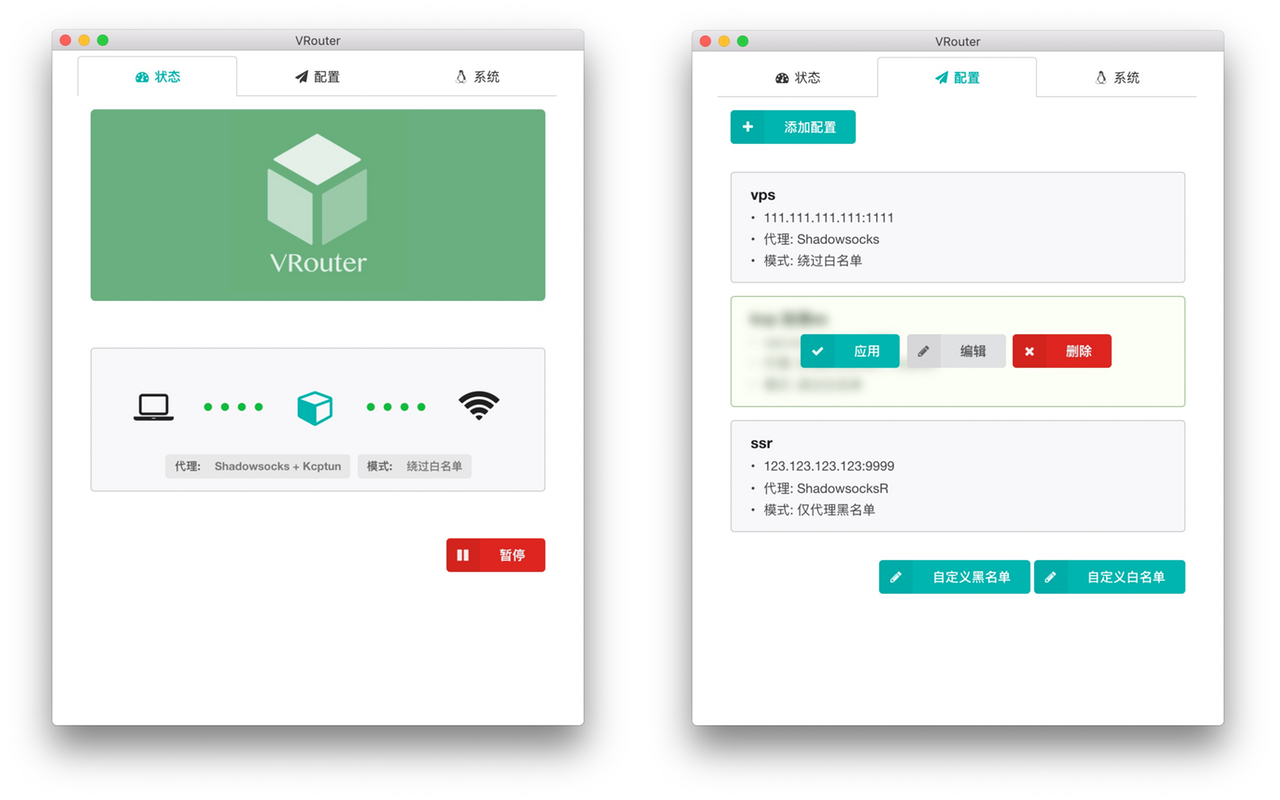 VRouter
状态
配置
系统
VRouter
代理: Shadowsocks + Kcptun
模式: 绕过白名单
暂停
VRouter
状态
配置
系统
添加配置
vps
• 111.111.111.111:1111
• 代理: Shadowsocks
• 模式: 绕过白名单
应用
编辑
删除
ssr
• 123.123.123.123:9999
• 代理: ShadowsocksR
• 模式: 仅代理黑名单
自定义黑名单
自定义白名单